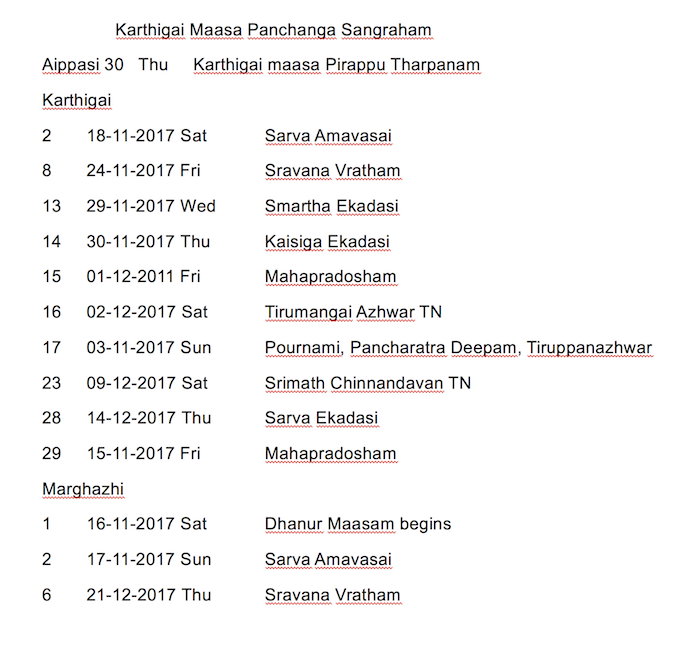 Karthigai Maasa Panchanga Sangraham
Aippasi 30 Thu Karthigai maasa Pirappu Tharpanam
Karthigai
2 18-11-2017 Sat Sarva Amavasai
8 24-11-2017 Fri Sravana Vratham
13 29-11-2017 Wed Smartha Ekadasi
14 30-11-2017 Thu Kaisiga Ekadasi
15 01-12-2011 Fri Mahapradosham
16 02-12-2017 Sat Tirumangai Azhwar TN
17 03-11-2017 Sun Pournami, Pancharatra Deepam, Tiruppanazhwar
23 09-12-2017 Sat Srimath Chinnandavan TN
28 14-12-2017 Thu Sarva Ekadasi
29 15-11-2017 Fri Mahapradosham
Marghazhi
1 16-11-2017 Sat Dhanur Maasam begins
2 17-11-2017 Sun Sarva Amavasai
6 21-12-2017 Thu Sravana Vratham